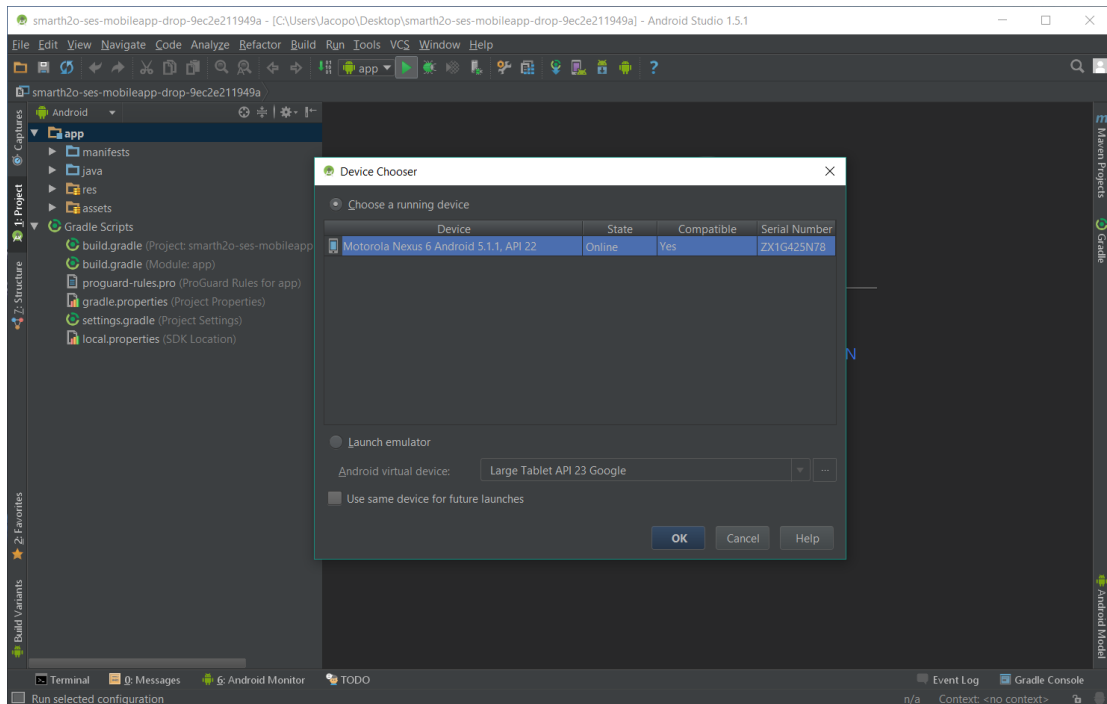 smarth2o-ses-mobileapp-drop-9ec2e211949a - [C:\Users\Jacopo\Desktop\smarth2o-ses-mobileapp-drop-9ec2e211949a] - Android Studio 1.5.1
File Edit View Navigate Code Analyze Refactor Build Run Tools VCS Window Help
app
smarth2o-ses-mobileapp-drop-9ec2e211949a
Android
Captures
1: Project
7: Structure
2: Favorites
Build Variants
app
manifests
java
res
assets
Gradle Scripts
build.gradle (Project: smarth2o-ses-mobileapp
build.gradle (Module: app)
proguard-rules.pro (ProGuard Rules for app)
gradle.properties (Project Properties)
settings.gradle (Project Settings)
local.properties (SDK Location)
Device Chooser
Choose a running device
Device State Compatible Serial Number
Motorola Nexus 6 Android 5.1.1, API 22 Online Yes ZX1G425N78
Launch emulator
Android virtual device: Large Tablet API 23 Google ...
Use same device for future launches
OK Cancel Help
N
m Maven Projects
Gradle
Android Model
Terminal 0: Messages 6: Android Monitor TODO Event Log Gradle Console
Run selected configuration n/a Context: <no context>